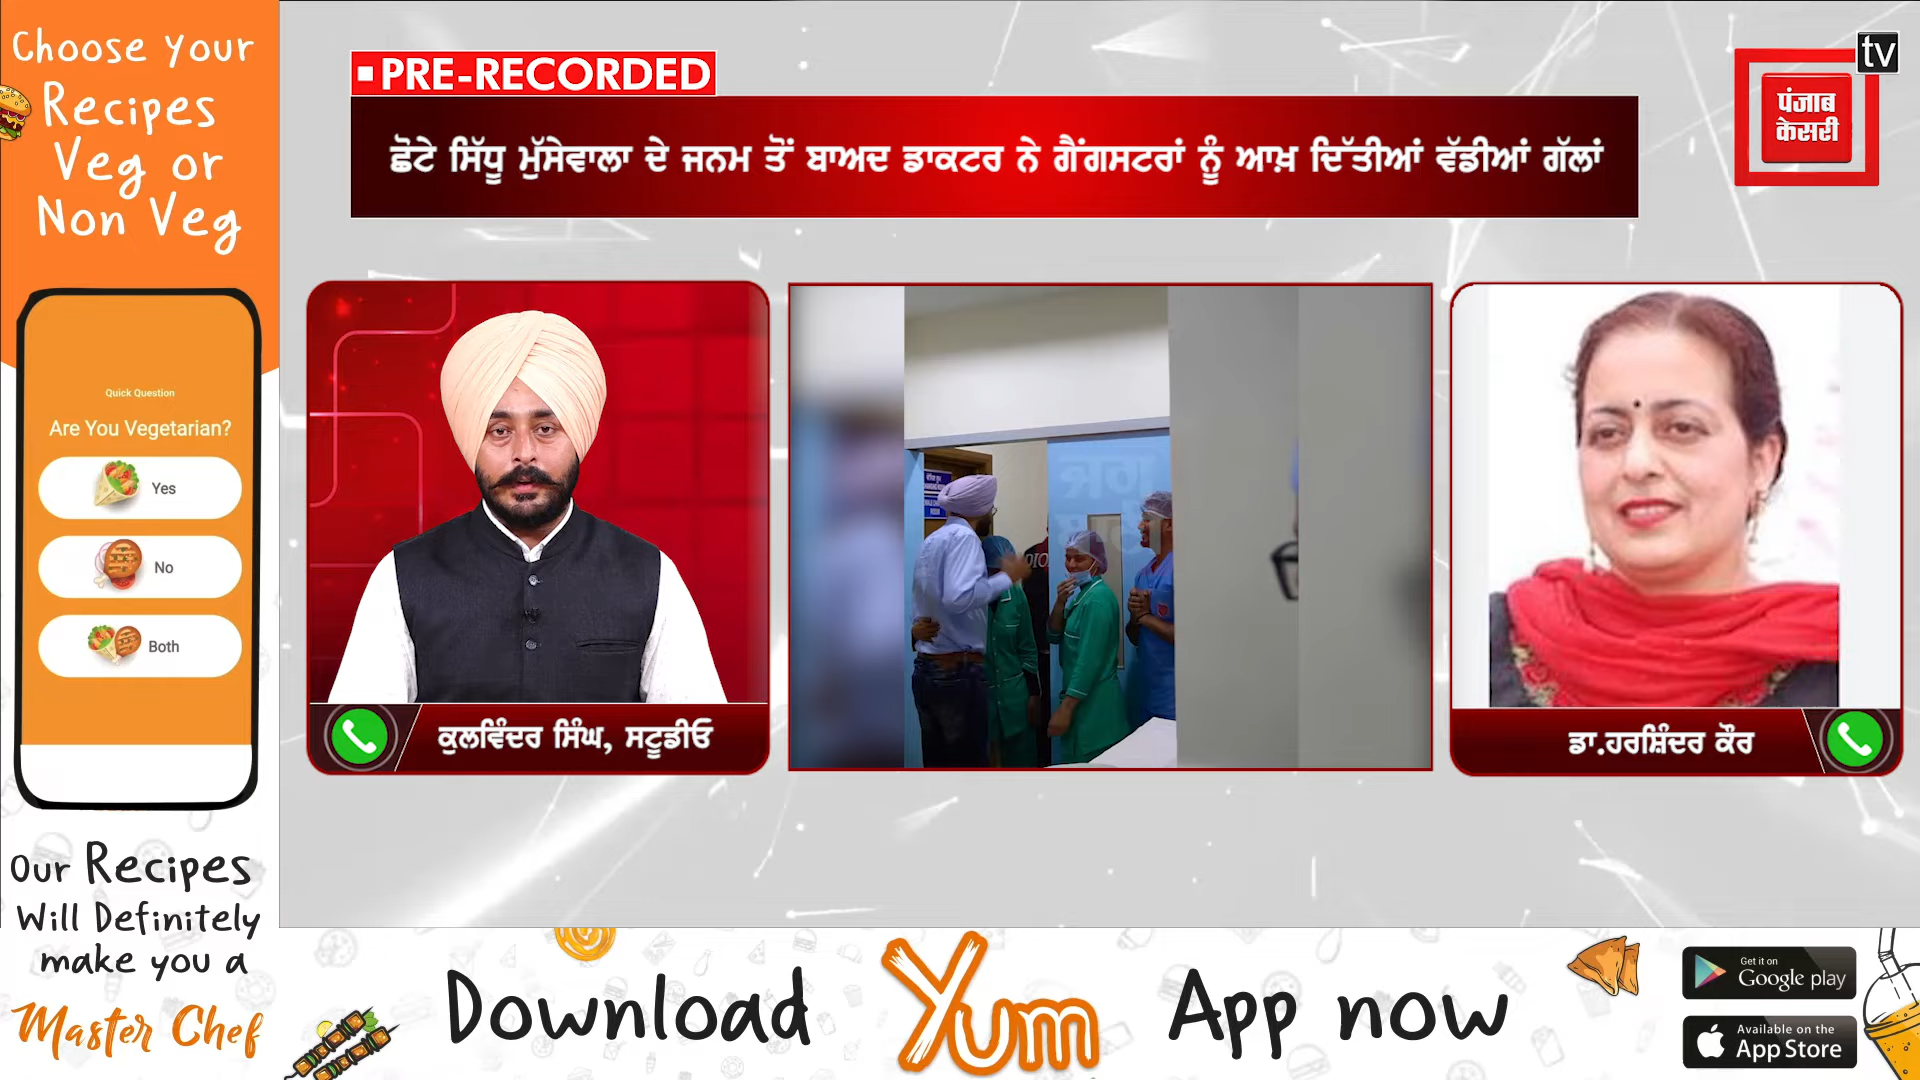 Choose your
Recipes
Veg or
Non Veg
Quick Question
Are You Vegetarian?
Yes
No
Both
Our Recipes
Will Definitely
make you a
Master Chef
PRE-RECORDED
ਛੋਟੇ ਸਿੱਧੂ ਮੁੱਸੇਵਾਲਾ ਦੇ ਜਨਮ ਤੋਂ ਬਾਅਦ ਡਾਕਟਰ ਨੇ ਗੈਂਗਸਟਰਾਂ ਨੂੰ ਆਖ਼ ਦਿੱਤੀਆਂ ਵੱਡੀਆਂ ਗੱਲਾਂ
tv
पंजाब
केसरी
ਕੁਲਵਿੰਦਰ ਸਿੰਘ, ਸਟੂਡੀਓ
ਡਾ.ਹਰਸ਼ਿੰਦਰ ਕੌਰ
Download Yum App now
Get it on
Google play
Available on the
App Store